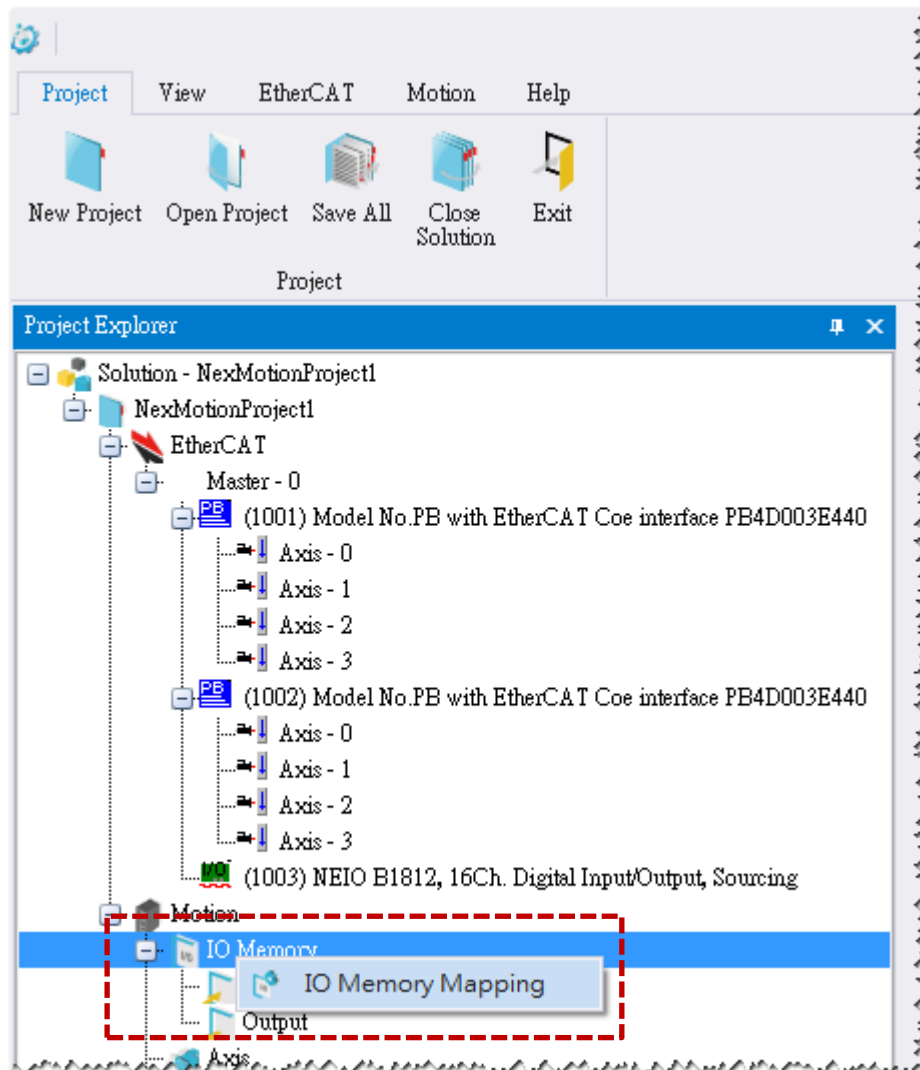 Project View EtherCAT Motion Help
New Project Open Project Save All Close Solution Exit
Project
Project Explorer
Solution - NexMotionProject1
NexMotionProject1
EtherCAT
Master - 0
PB (1001) Model No.PB with EtherCAT Coe interface PB4D003E440
Axis - 0
Axis - 1
Axis - 2
Axis - 3
PB (1002) Model No.PB with EtherCAT Coe interface PB4D003E440
Axis - 0
Axis - 1
Axis - 2
Axis - 3
I/O (1003) NEIO B1812, 16Ch. Digital Input/Output, Sourcing
Motion
IO Memory
IO Memory Mapping
Output
Axis